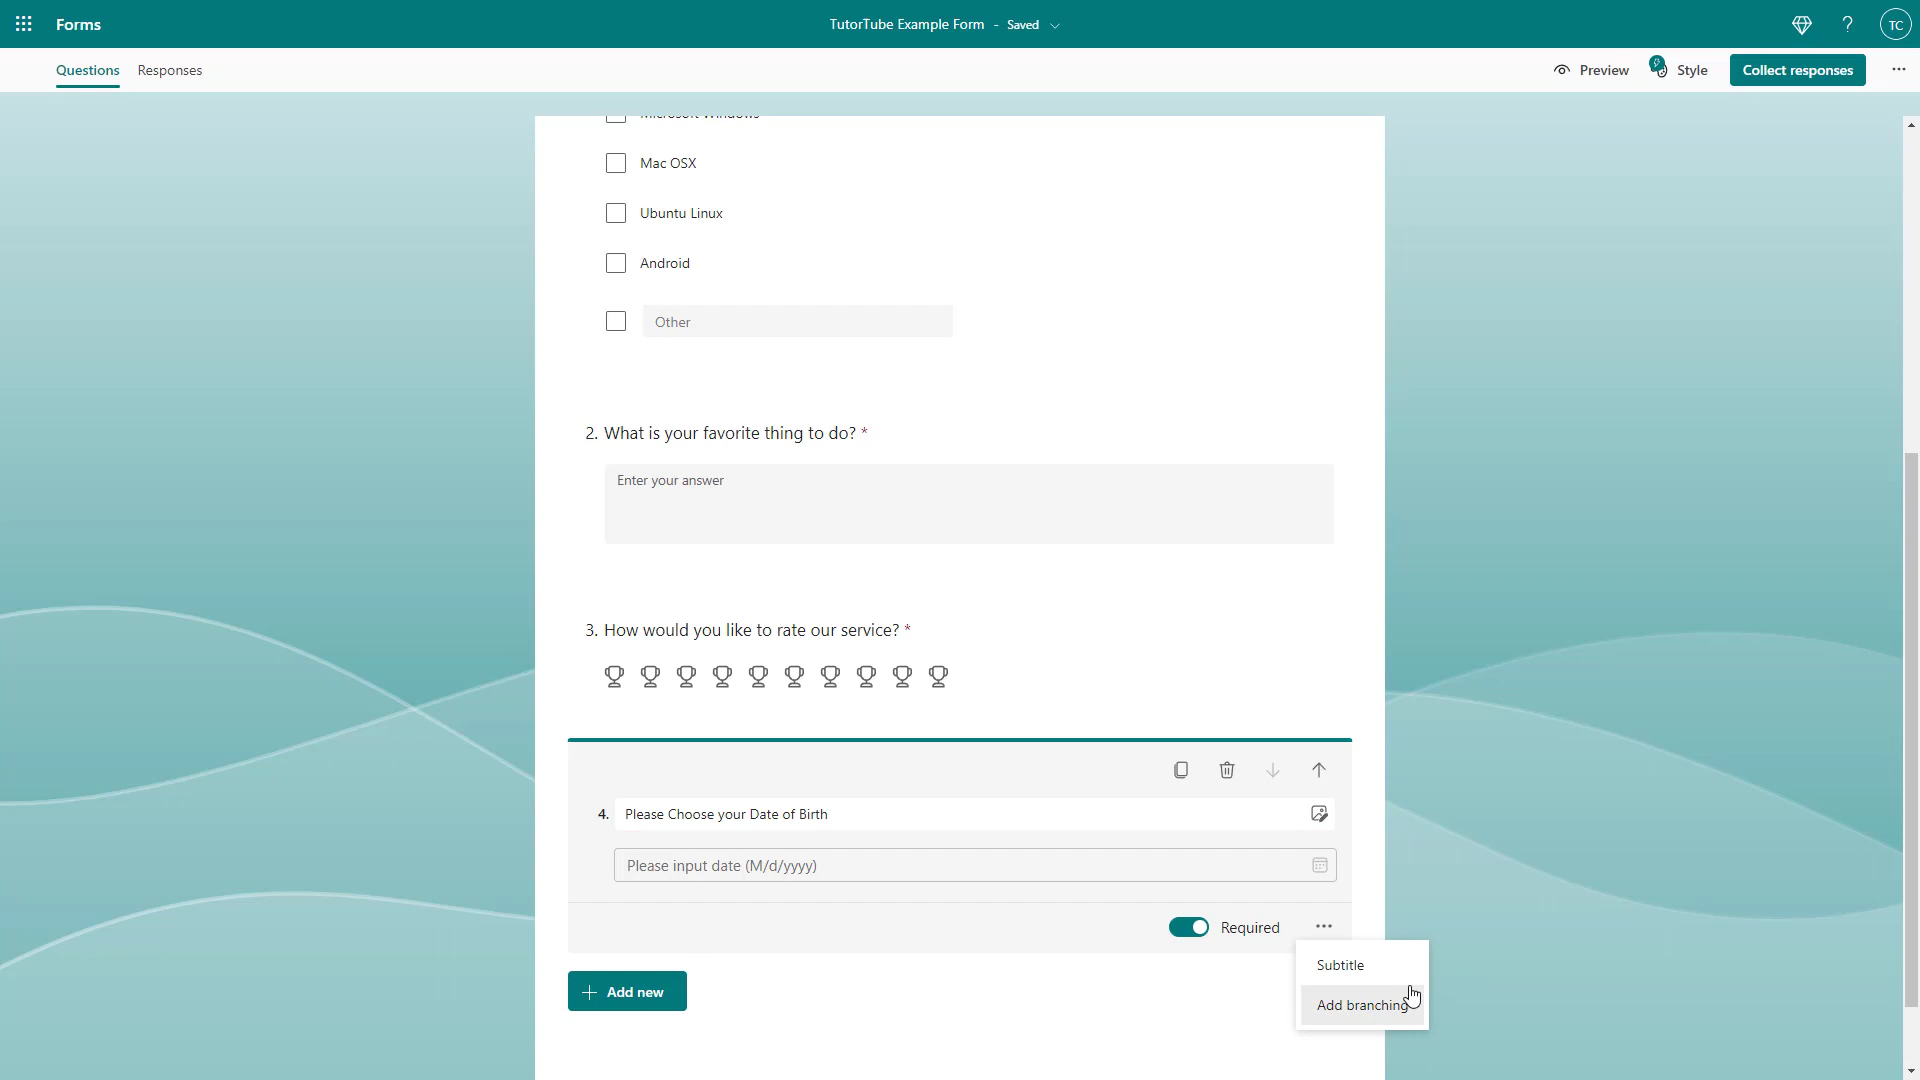 Forms
TutorTube Example Form - Saved
?
TC
Questions Responses
Preview Style Collect responses
Microsoft Windows
Mac OSX
Ubuntu Linux
Android
Other
2. What is your favorite thing to do? *
Enter your answer
3. How would you like to rate our service? *
4. Please Choose your Date of Birth
Please input date (M/d/yyyy)
Required
Subtitle
Add new
Add branching